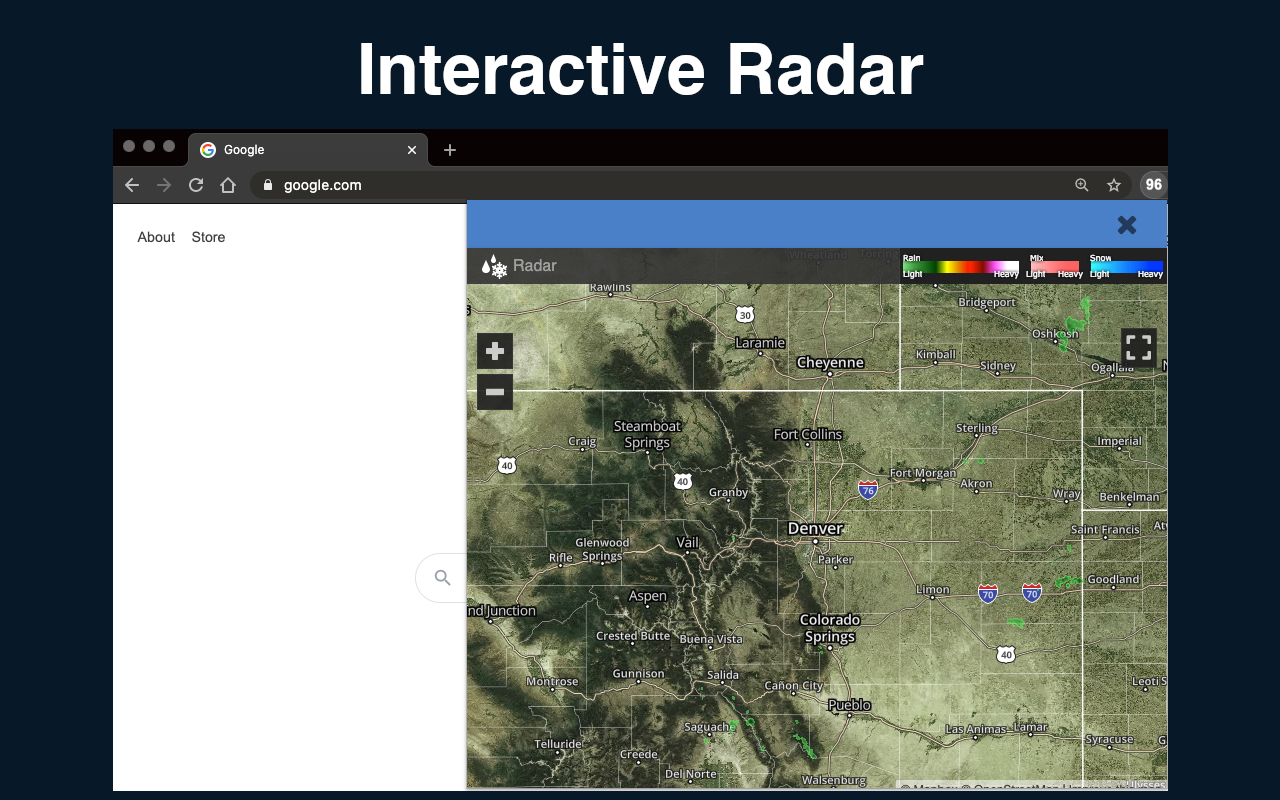 Interactive Radar
Google
google.com
96
About
Store
Radar
Rain
Light
Heavy
Mix
Light
Heavy
Snow
Light
Heavy
Rawlins
30
Laramie
Cheyenne
Bridgeport
Oshkosh
Kimball
Sidney
Ogallala
Steamboat
Springs
Craig
40
40
Granby
Fort Collins
Sterling
Fort Morgan
76
Akron
Wray
Imperial
Benkelman
Denver
Parker
Vail
Glenwood
Springs
Rifle
Saint Francis
Goodland
Limon
70
70
Aspen
nd Junction
Crested Butte
Buena Vista
Colorado
Springs
40
Montrose
Gunnison
Salida
Cañon City
Pueblo
Leoti
Saguach
Telluride
Creede
Del Norte
Walsenburg
Las Animas
Lamar
Syracuse
Ulysses
© Mapbox © OpenStreetMap Improve th